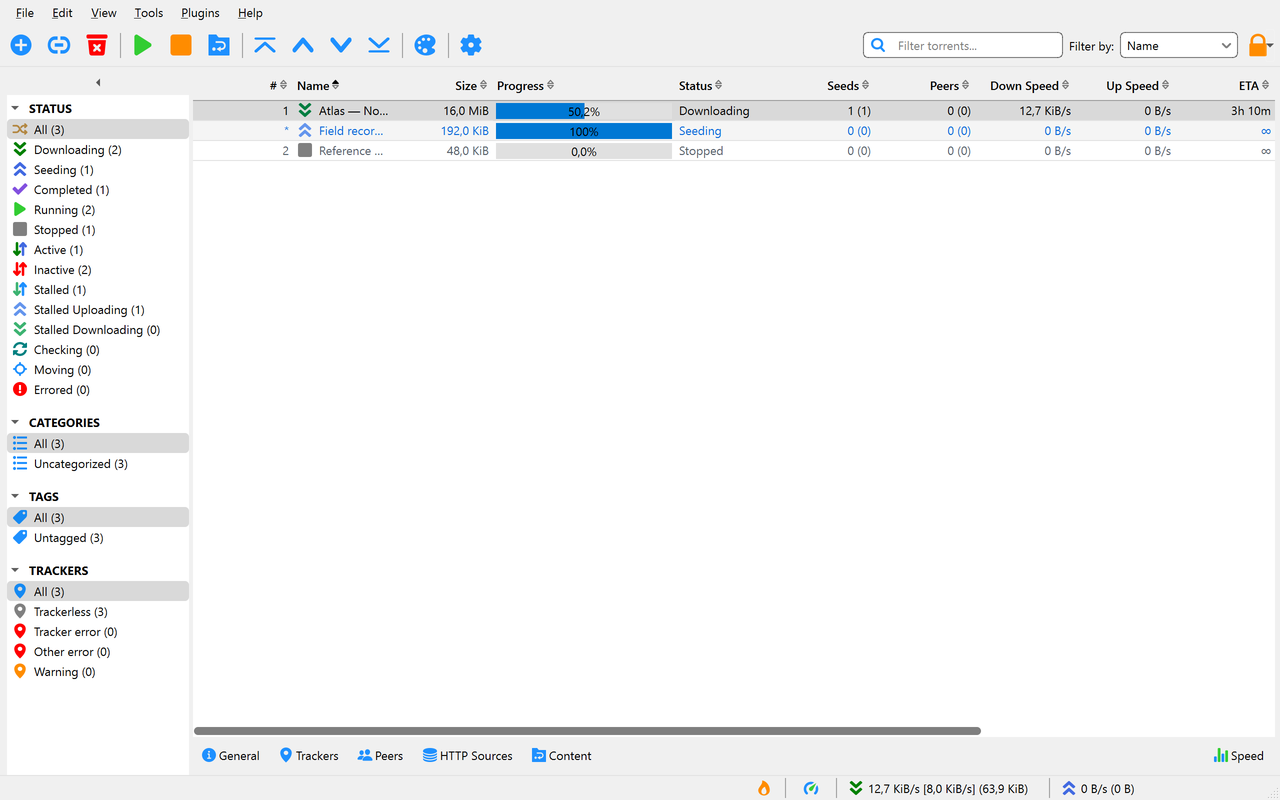 File Edit View Tools Plugins Help
Filter torrents... Filter by: Name
# Name Size Progress Status Seeds Peers Down Speed Up Speed ETA
1 Atlas — No... 16,0 MiB 50,2% Downloading 1 (1) 0 (0) 12,7 KiB/s 0 B/s 3h 10m
* Field recor... 192,0 KiB 100% Seeding 0 (0) 0 (0) 0 B/s 0 B/s ∞
2 Reference ... 48,0 KiB 0,0% Stopped 0 (0) 0 (0) 0 B/s 0 B/s ∞
STATUS
All (3)
Downloading (2)
Seeding (1)
Completed (1)
Running (2)
Stopped (1)
Active (1)
Inactive (2)
Stalled (1)
Stalled Uploading (1)
Stalled Downloading (0)
Checking (0)
Moving (0)
Errored (0)
CATEGORIES
All (3)
Uncategorized (3)
TAGS
All (3)
Untagged (3)
TRACKERS
All (3)
Trackerless (3)
Tracker error (0)
Other error (0)
Warning (0)
General Trackers Peers HTTP Sources Content Speed
12,7 KiB/s [8,0 KiB/s] (63,9 KiB) 0 B/s (0 B)